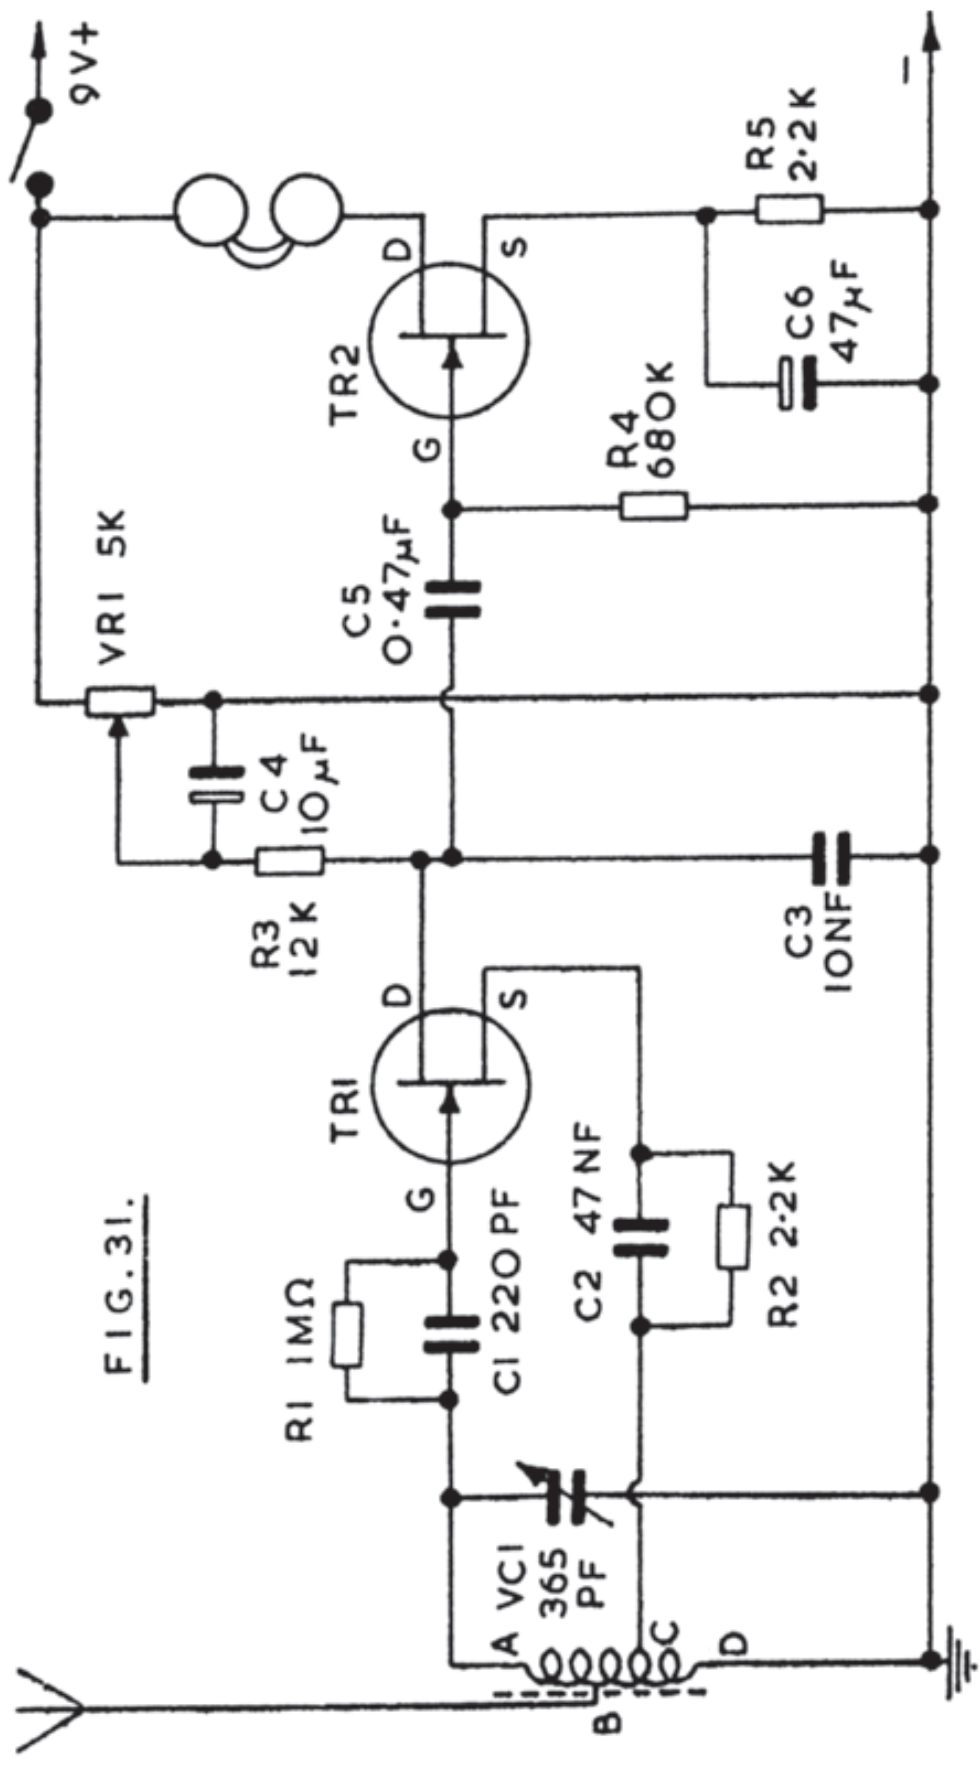 FIG.31.
9V+
VR1 5K
R3
12K
C4
10µF
C5
0·47µF
TR2
D
S
G
R4
680K
C6
47µF
R5
2·2K
–
TR1
D
S
G
R1 1MΩ
C1 220PF
C2 47NF
R2 2·2K
C3
10NF
VC1
365
PF
A
B
C
D